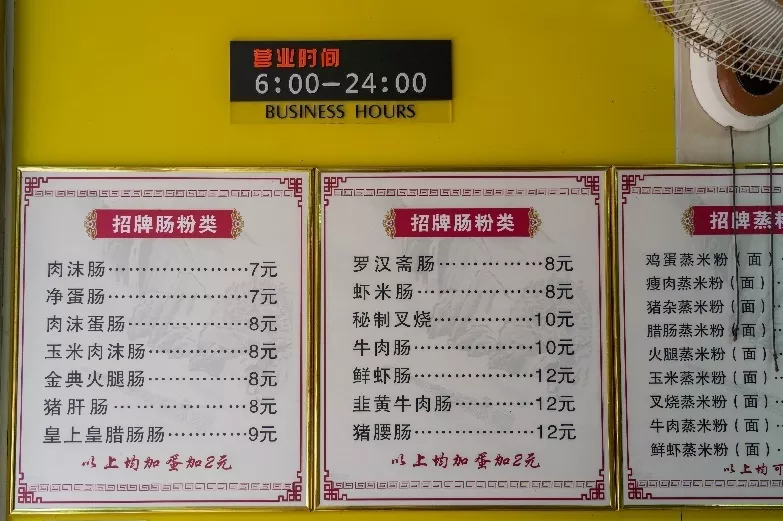 营业时间
6:00—24:00
BUSINESS HOURS
招牌肠粉类
肉沫肠……………………7元
净蛋肠……………………7元
肉沫蛋肠…………………8元
玉米肉沫肠………………8元
金典火腿肠………………8元
猪肝肠……………………8元
皇上皇腊肠肠…………9元
以上均加蛋加2元
招牌肠粉类
罗汉斋肠………………8元
虾米肠……………………8元
秘制叉烧………………10元
牛肉肠…………………10元
鲜虾肠…………………12元
韭黄牛肉肠……………12元
猪腰肠…………………12元
以上均加蛋加2元
招牌蒸
鸡蛋蒸米粉（面）
瘦肉蒸米粉（面）
猪杂蒸米粉（面）
腊肠蒸米粉（面）
火腿蒸米粉（面）
玉米蒸米粉（面）
叉烧蒸米粉（面）
牛肉蒸米粉（面）
鲜虾蒸米粉（面）
以上均